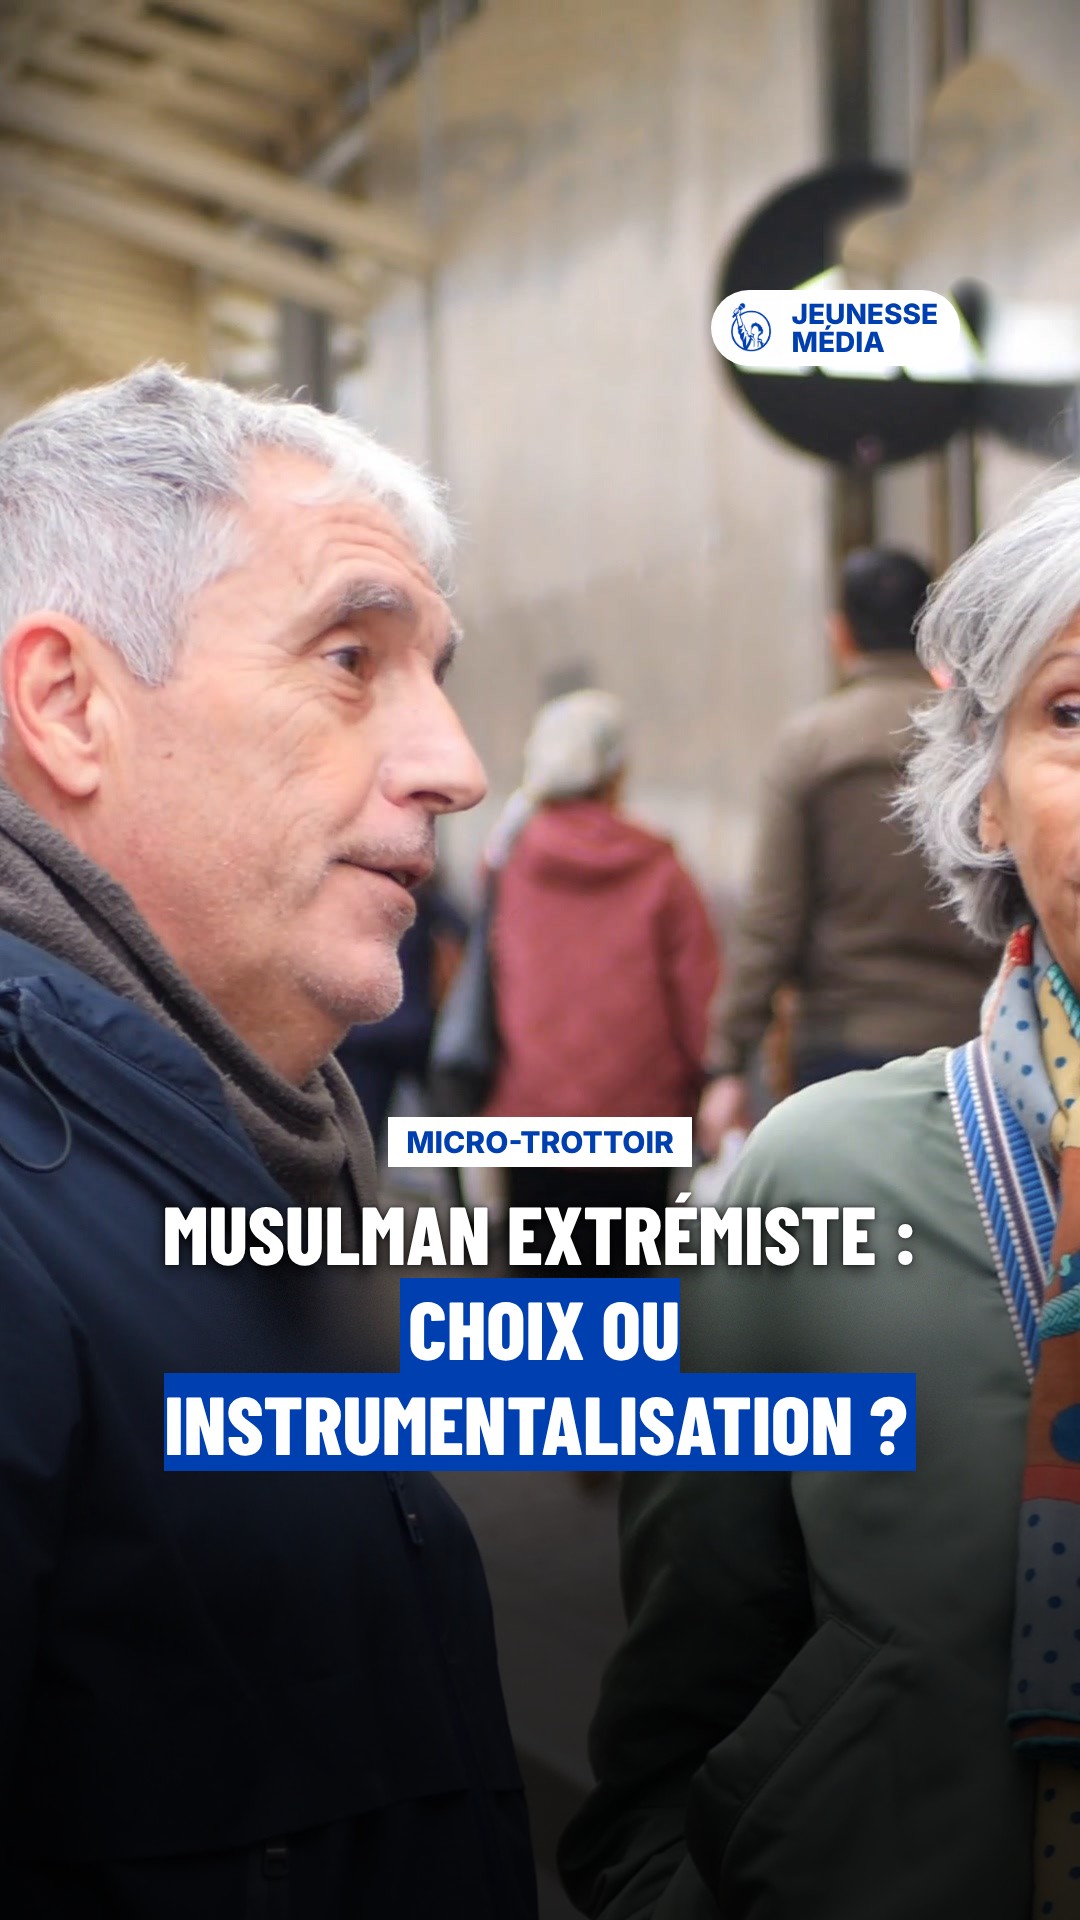 JEUNESSE
MÉDIA
MICRO-TROTTOIR
MUSULMAN EXTRÉMISTE :
CHOIX OU
INSTRUMENTALISATION ?